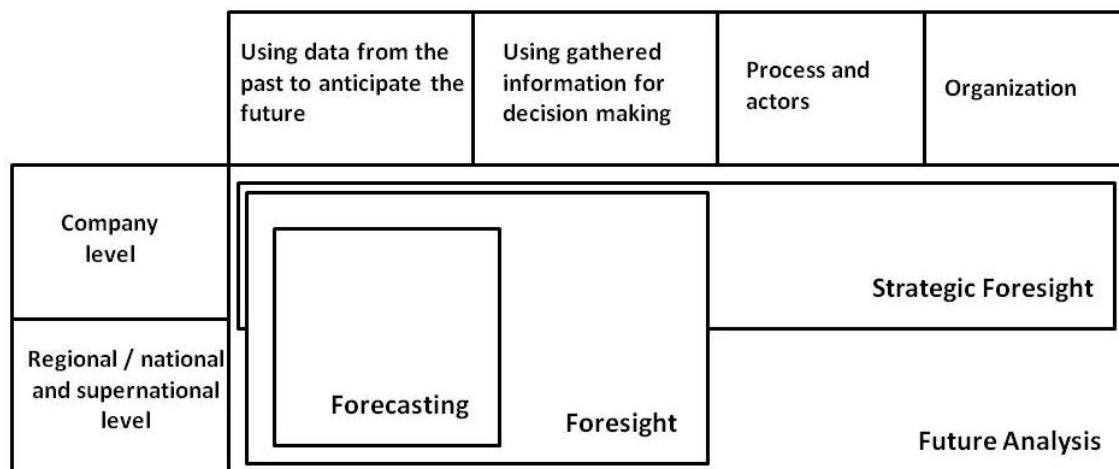 Using data from the
past to anticipate the
future
Using gathered
information for
decision making
Process and
actors
Organization
Company
level
Strategic Foresight
Regional / national
and supernational
level
Forecasting
Foresight
Future Analysis